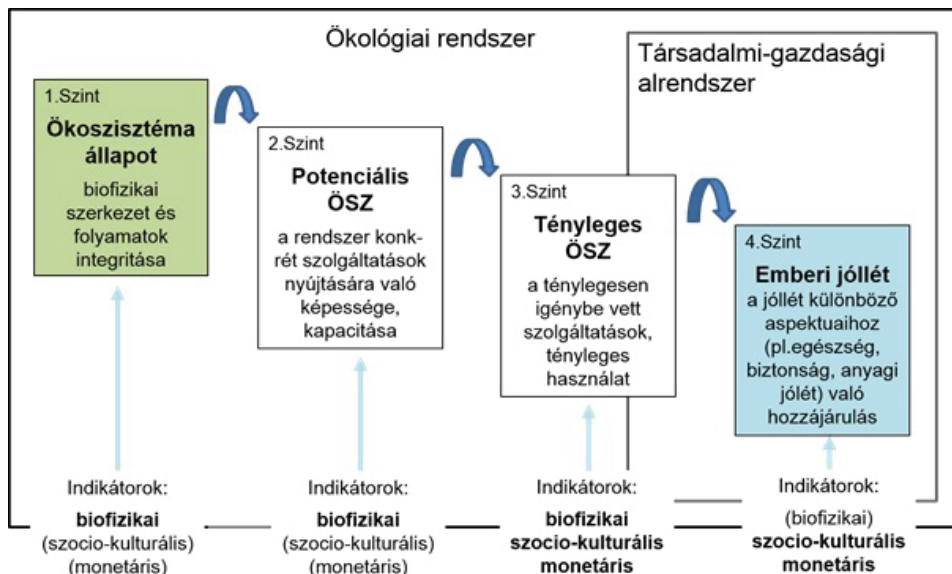 Ökológiai rendszer
Társadalmi-gazdasági
alrendszer
1.Szint
Ökoszisztéma
állapot
biofizikai
szerkezet és
folyamatok
integritása
2.Szint
Potenciális
ÖSZ
a rendszer konk-
rét szolgáltatások
nyújtására való
képessége,
kapacitása
3.Szint
Tényleges
ÖSZ
a ténylegesen
igénybe vett
szolgáltatások,
tényleges
használat
4.Szint
Emberi jóllét
a jóllét különböző
aspektuaihoz
(pl.egészség,
biztonság, anyagi
jólét) való
hozzájárulás
Indikátorok:
biofizikai
(szocio-kulturális)
(monetáris)
Indikátorok:
biofizikai
(szocio-kulturális)
(monetáris)
Indikátorok:
biofizikai
szocio-kulturális
monetáris
Indikátorok:
(biofizikai)
szocio-kulturális
monetáris